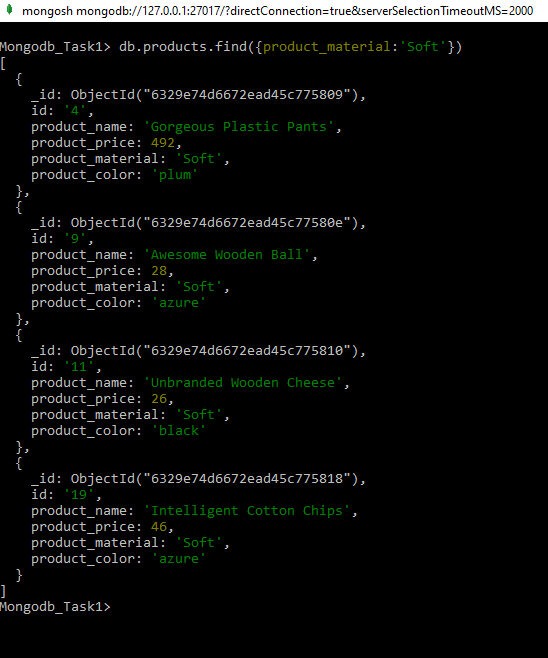 mongosh mongodb://127.0.0.1:27017/?directConnection=true&serverSelectionTimeoutMS=2000
Mongodb_Task1> db.products.find({product_material:'Soft'})
[
  {
    _id: ObjectId("6329e74d6672ead45c775809"),
    id: '4',
    product_name: 'Gorgeous Plastic Pants',
    product_price: 492,
    product_material: 'Soft',
    product_color: 'plum'
  },
  {
    _id: ObjectId("6329e74d6672ead45c77580e"),
    id: '9',
    product_name: 'Awesome Wooden Ball',
    product_price: 28,
    product_material: 'Soft',
    product_color: 'azure'
  },
  {
    _id: ObjectId("6329e74d6672ead45c775810"),
    id: '11',
    product_name: 'Unbranded Wooden Cheese',
    product_price: 26,
    product_material: 'Soft',
    product_color: 'black'
  },
  {
    _id: ObjectId("6329e74d6672ead45c775818"),
    id: '19',
    product_name: 'Intelligent Cotton Chips',
    product_price: 46,
    product_material: 'Soft',
    product_color: 'azure'
  }
]
Mongodb_Task1>